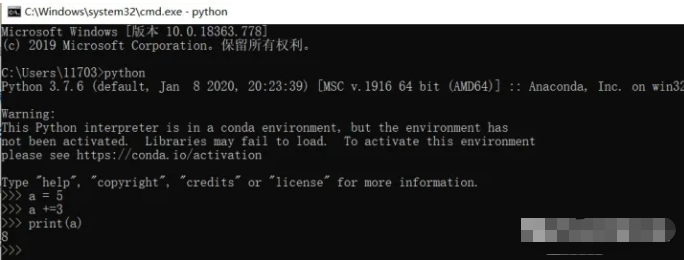 C:\Windows\system32\cmd.exe - python
Microsoft Windows [版本 10.0.18363.778]
(c) 2019 Microsoft Corporation。保留所有权利。
C:\Users\11703>python
Python 3.7.6 (default, Jan  8 2020, 20:23:39) [MSC v.1916 64 bit (AMD64)] :: Anaconda, Inc. on win32
Warning:
This Python interpreter is in a conda environment, but the environment has
not been activated.  Libraries may fail to load.  To activate this environment
please see https://conda.io/activation
Type "help", "copyright", "credits" or "license" for more information.
>>> a = 5
>>> a +=3
>>> print(a)
8
>>>